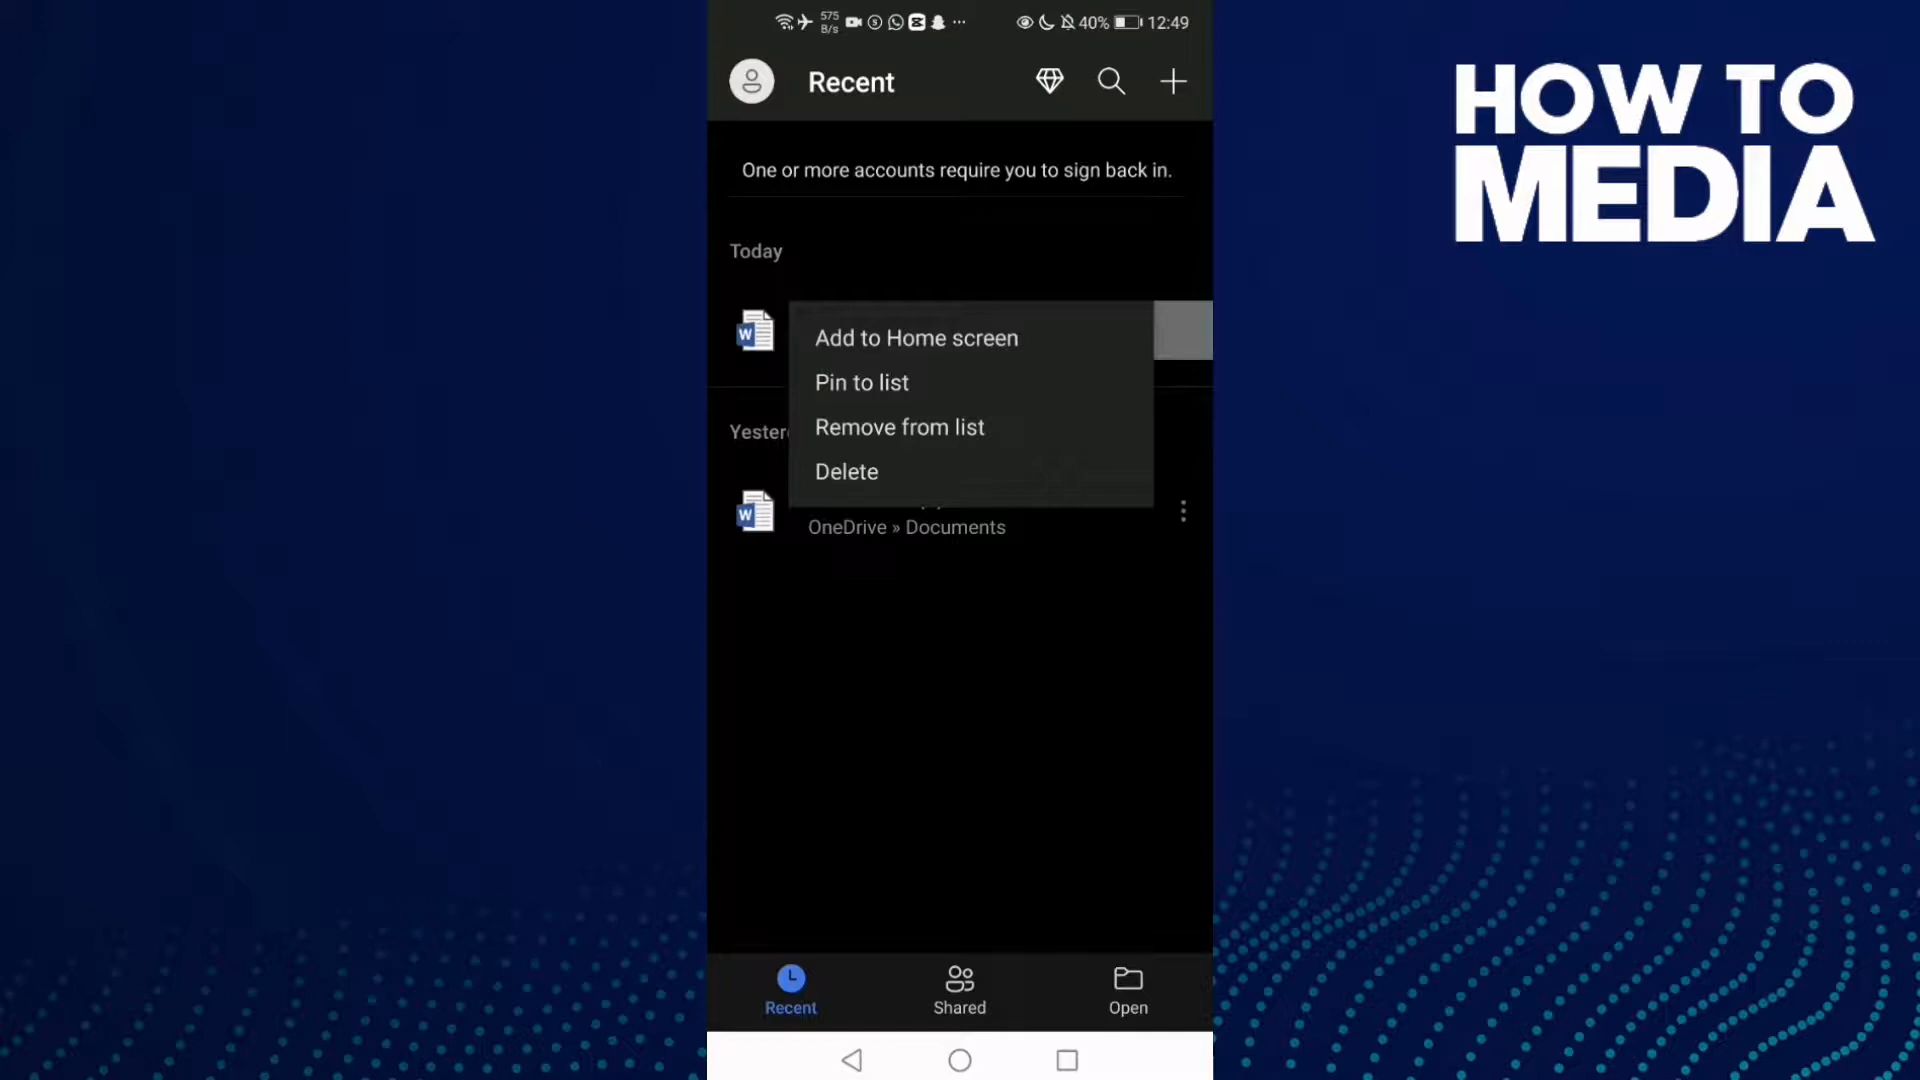 575
B/s
40%
12:49
HOW TO
MEDIA
Recent
One or more accounts require you to sign back in.
Today
W
Add to Home screen
Pin to list
Remove from list
Delete
W
OneDrive » Documents
Recent
Shared
Open